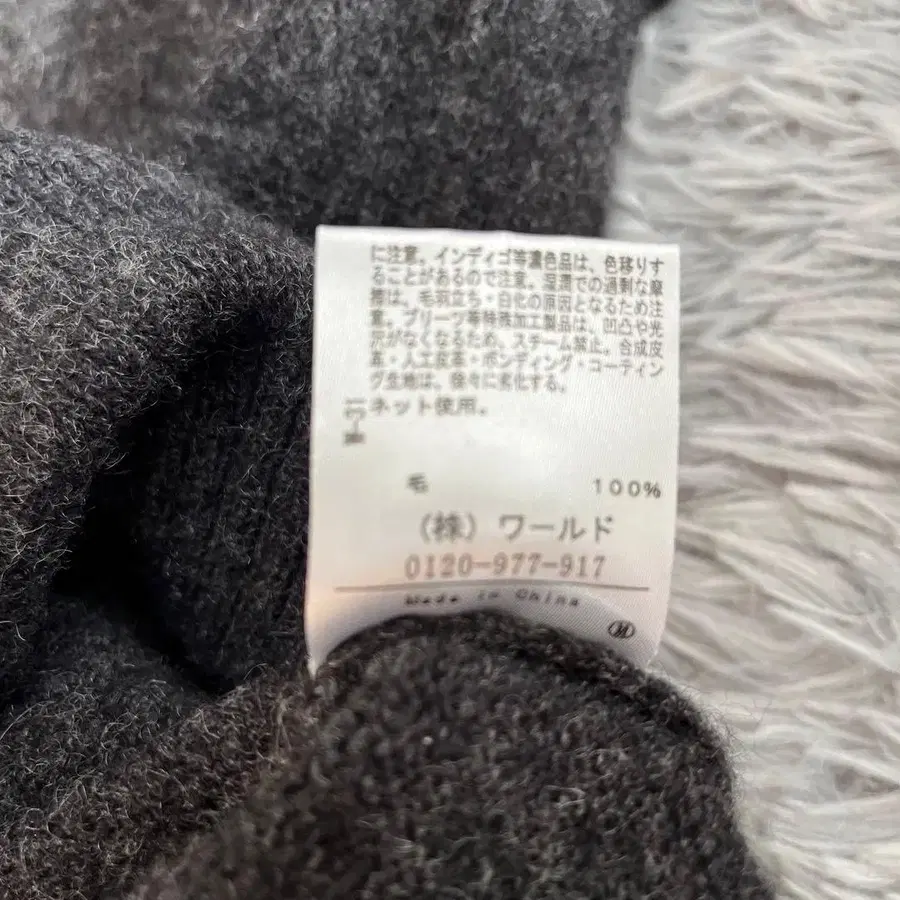 に注意。インディゴ等濃色品は、色移りす
ることがあるので注意。湿潤での過剰な摩
擦は、毛羽立ち・白化の原因となるため注
意。プリーツ等特殊加工製品は、凹凸や光
沢がなくなるため、スチーム禁止。合成皮
革・人工皮革・ボンディング・コーティン
グ生地は、徐々に劣化する。
ネット使用。
毛 100%
(株) ワールド
0120-977-917
Made in China
M